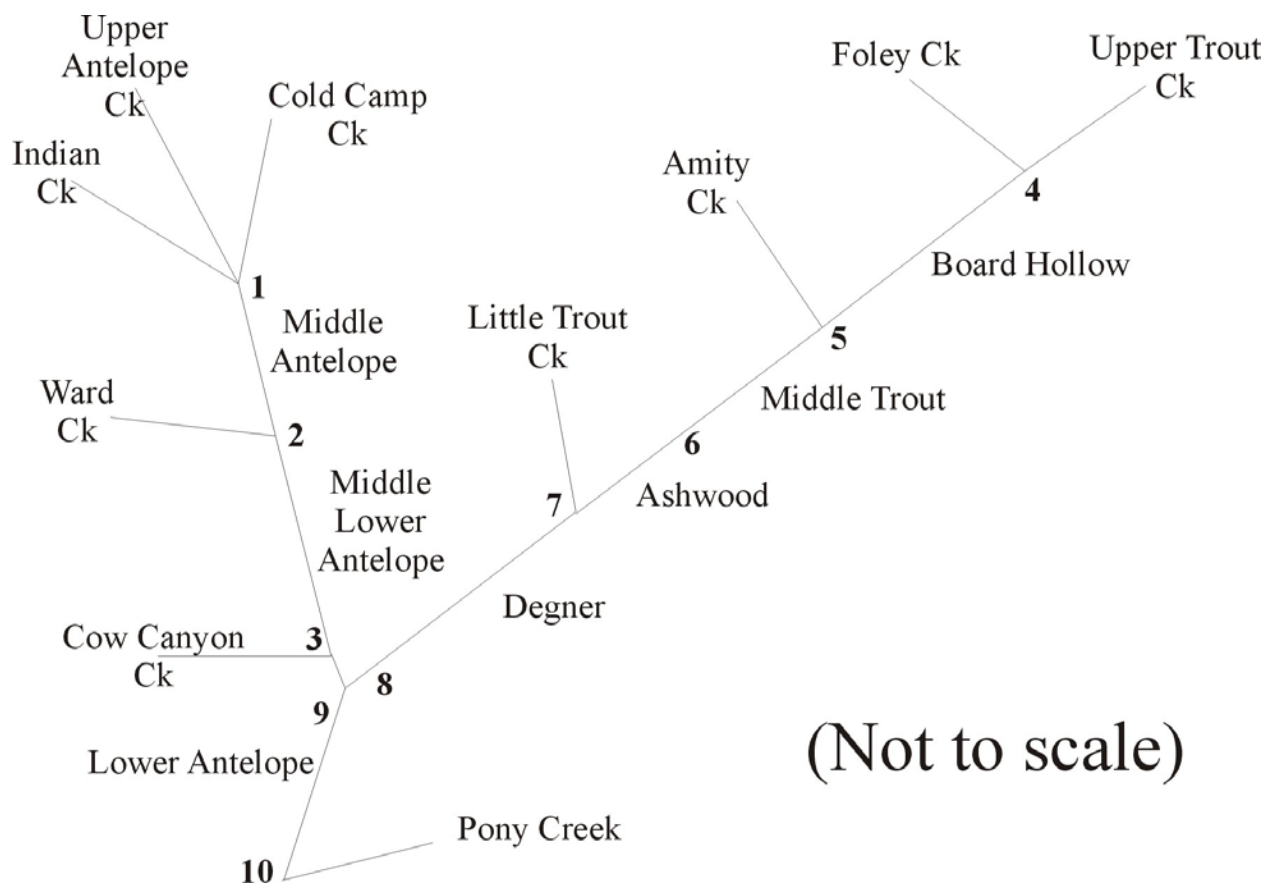 Upper
Antelope
Ck
Cold Camp
Ck
Indian
Ck
1
Middle
Antelope
Ward
Ck
2
Middle
Lower
Antelope
Cow Canyon
Ck
3
8
9
Lower Antelope
10
Pony Creek
Foley Ck
Upper Trout
Ck
4
Amity
Ck
Board Hollow
5
Little Trout
Ck
Middle Trout
6
7
Ashwood
Degner
(Not to scale)